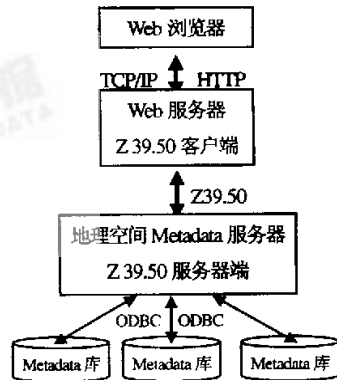 Web 浏览器
TCP/IP HTTP
Web 服务器
Z 39.50 客户端
Z39.50
地理空间 Metadata 服务器
Z 39.50 服务器端
ODBC ODBC
Metadata 库 Metadata 库 Metadata 库